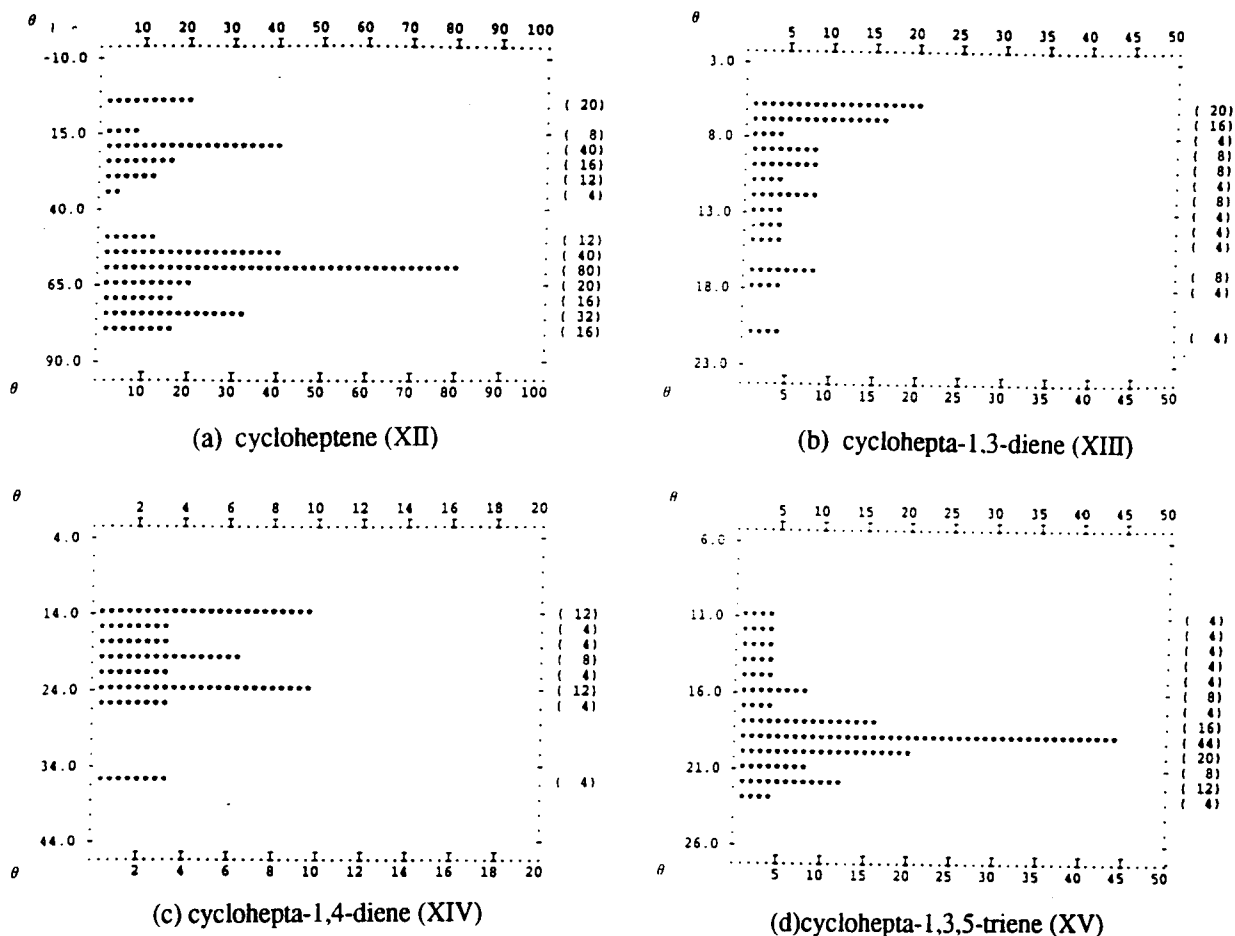 θ
10 20 30 40 50 60 70 80 90 100
-10.0
( 20)
15.0 ( 8)
( 40)
( 16)
( 12)
( 4)
40.0
( 12)
( 40)
( 80)
65.0 ( 20)
( 16)
( 32)
( 16)
90.0
θ
10 20 30 40 50 60 70 80 90 100
(a) cycloheptene (XII)
θ
5 10 15 20 25 30 35 40 45 50
3.0
( 20)
( 16)
8.0 ( 4)
( 8)
( 8)
( 4)
( 8)
13.0 ( 4)
( 4)
( 4)
( 8)
18.0 ( 4)
( 4)
23.0
θ
5 10 15 20 25 30 35 40 45 50
(b) cyclohepta-1,3-diene (XIII)
θ
2 4 6 8 10 12 14 16 18 20
4.0
14.0 ( 12)
( 4)
( 4)
( 8)
( 4)
24.0 ( 12)
( 4)
34.0
( 4)
44.0
θ
2 4 6 8 10 12 14 16 18 20
(c) cyclohepta-1,4-diene (XIV)
θ
5 10 15 20 25 30 35 40 45 50
6.0
11.0 ( 4)
( 4)
( 4)
( 4)
( 4)
16.0 ( 8)
( 4)
( 16)
( 44)
( 20)
21.0 ( 8)
( 12)
( 4)
26.0
θ
5 10 15 20 25 30 35 40 45 50
(d)cyclohepta-1,3,5-triene (XV)